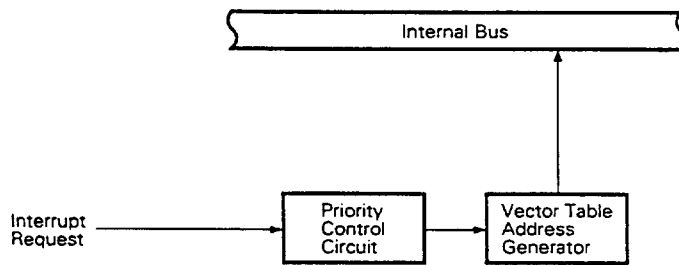 Internal Bus
Interrupt
Request
Priority
Control
Circuit
Vector Table
Address
Generator